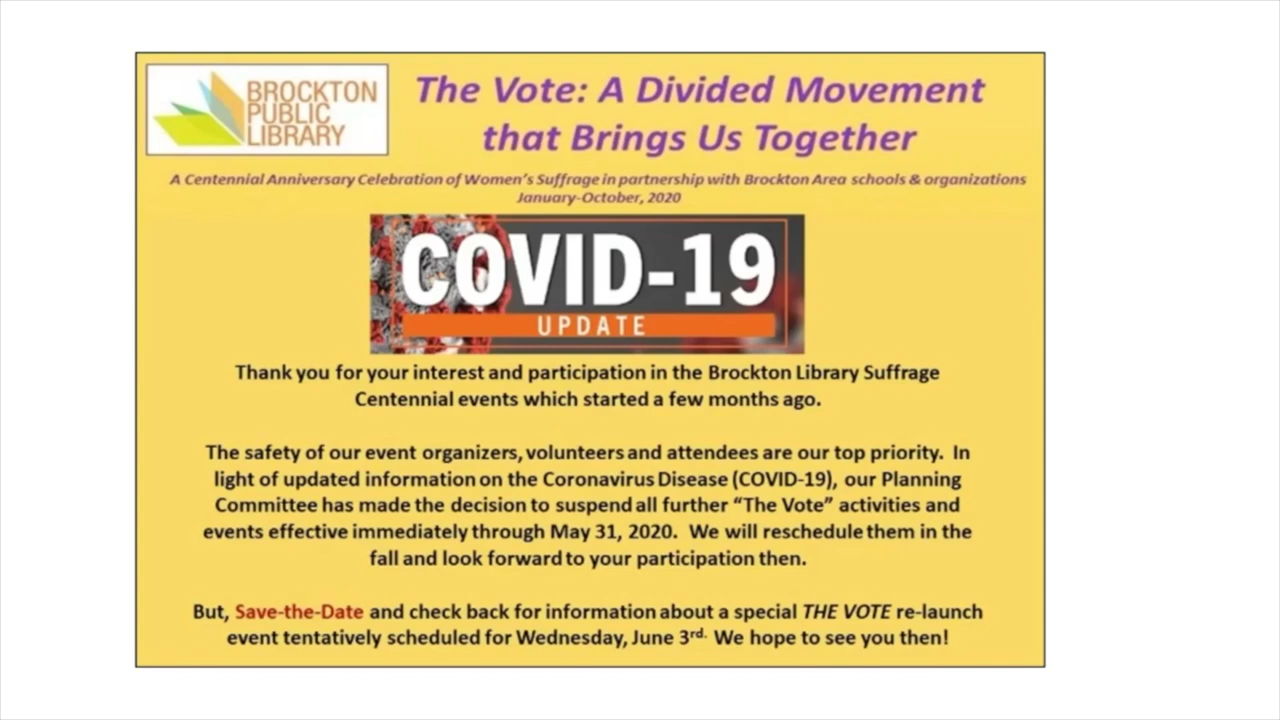 BROCKTON
PUBLIC
LIBRARY
The Vote: A Divided Movement
that Brings Us Together
A Centennial Anniversary Celebration of Women's Suffrage in partnership with Brockton Area schools & organizations
January-October, 2020
COVID-19
UPDATE
Thank you for your interest and participation in the Brockton Library Suffrage
Centennial events which started a few months ago.
The safety of our event organizers, volunteers and attendees are our top priority. In
light of updated information on the Coronavirus Disease (COVID-19), our Planning
Committee has made the decision to suspend all further “The Vote” activities and
events effective immediately through May 31, 2020. We will reschedule them in the
fall and look forward to your participation then.
But, Save-the-Date and check back for information about a special THE VOTE re-launch
event tentatively scheduled for Wednesday, June 3rd. We hope to see you then!